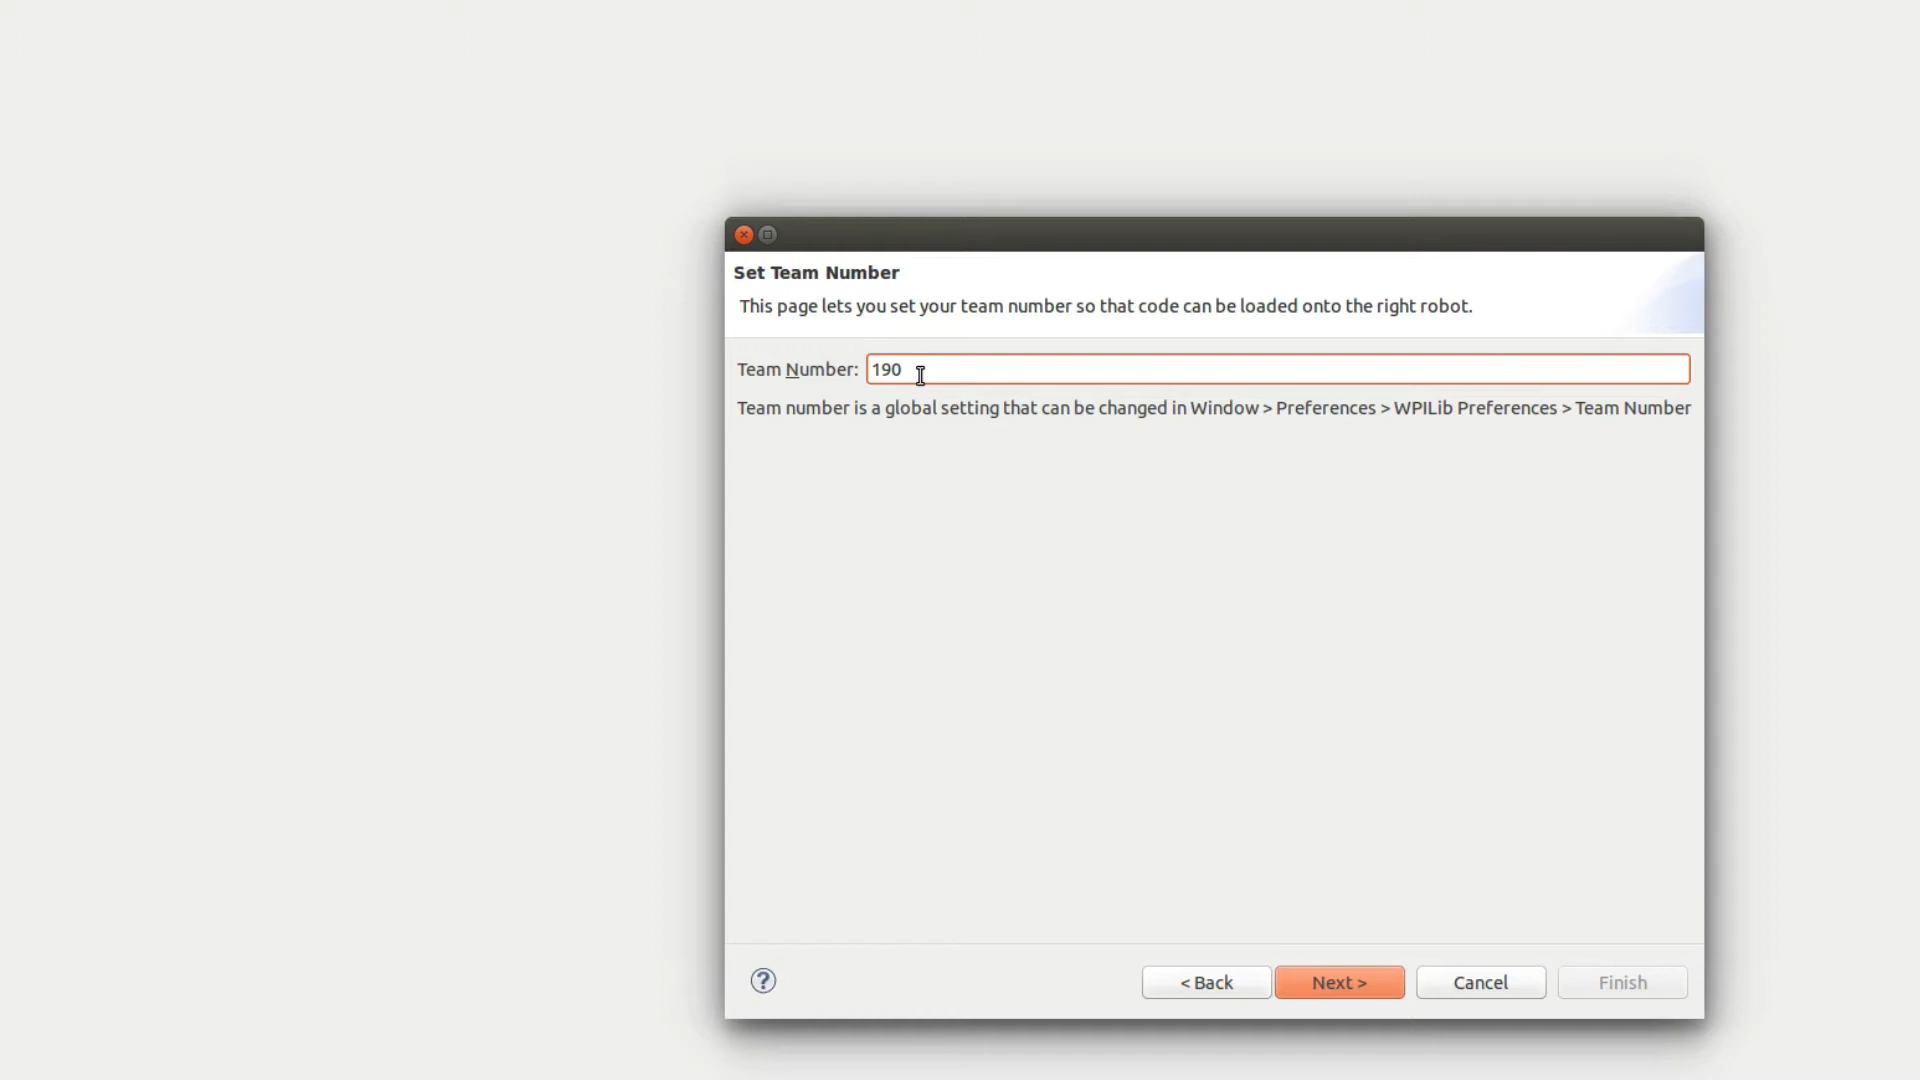 Set Team Number
This page lets you set your team number so that code can be loaded onto the right robot.
Team Number: 190
Team number is a global setting that can be changed in Window > Preferences > WPILib Preferences > Team Number
? < Back Next > Cancel Finish